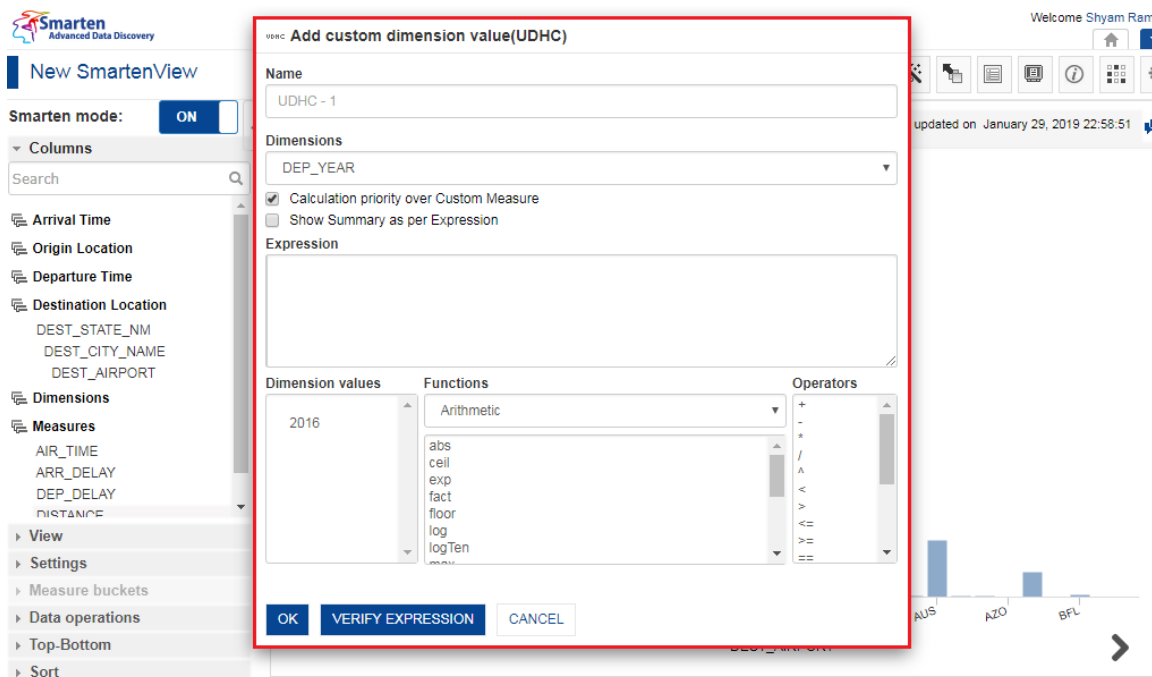 Smarten
Advanced Data Discovery
Welcome Shyam Ram
New SmartenView
Smarten mode:
ON
updated on January 29, 2019 22:58:51
Columns
Search
Arrival Time
Origin Location
Departure Time
Destination Location
DEST_STATE_NM
DEST_CITY_NAME
DEST_AIRPORT
Dimensions
Measures
AIR_TIME
ARR_DELAY
DEP_DELAY
DISTANCE
View
Settings
Measure buckets
Data operations
Top-Bottom
Sort
UDHC Add custom dimension value(UDHC)
Name
UDHC - 1
Dimensions
DEP_YEAR
Calculation priority over Custom Measure
Show Summary as per Expression
Expression
Dimension values
Functions
Operators
2016
Arithmetic
abs
ceil
exp
fact
floor
log
logTen
max
+
-
*
/
^
<
>
<=
>=
==
OK
VERIFY EXPRESSION
CANCEL
AUS
AZO
BFL
DEST_AIRPORT